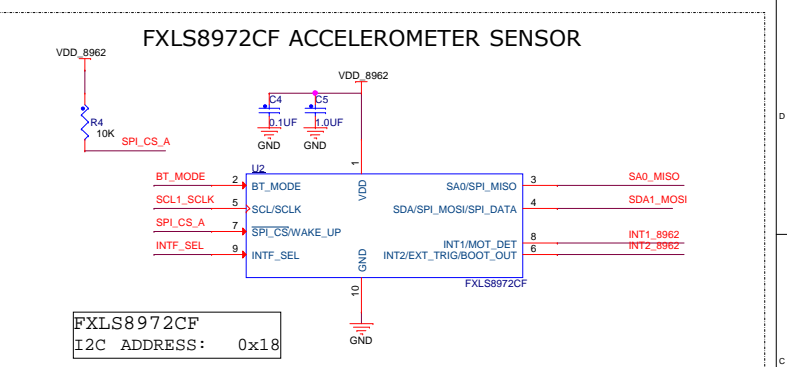 FXLS8972CF ACCELEROMETER SENSOR
VDD_8962
VDD_8962
R4
10K
SPI_CS_A
C4
0.1UF
GND
C5
1.0UF
GND
D
U2
1
VDD
BT_MODE 2 BT_MODE
SCL1_SCLK 5 SCL/SCLK
SPI_CS_A 7 SPI_CS/WAKE_UP
INTF_SEL 9 INTF_SEL
SA0/SPI_MISO 3 SA0_MISO
SDA/SPI_MOSI/SPI_DATA 4 SDA1_MOSI
INT1/MOT_DET 8 INT1_8962
INT2/EXT_TRIG/BOOT_OUT 6 INT2_8962
GND
10
FXLS8972CF
GND
FXLS8972CF
I2C ADDRESS: 0x18
C